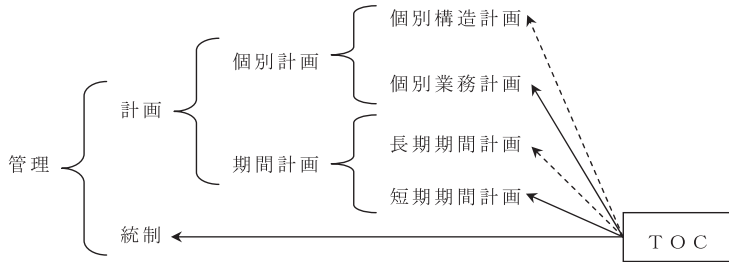 個別構造計画
個別計画
個別業務計画
計画
長期期間計画
管理
期間計画
短期期間計画
統制
TOC